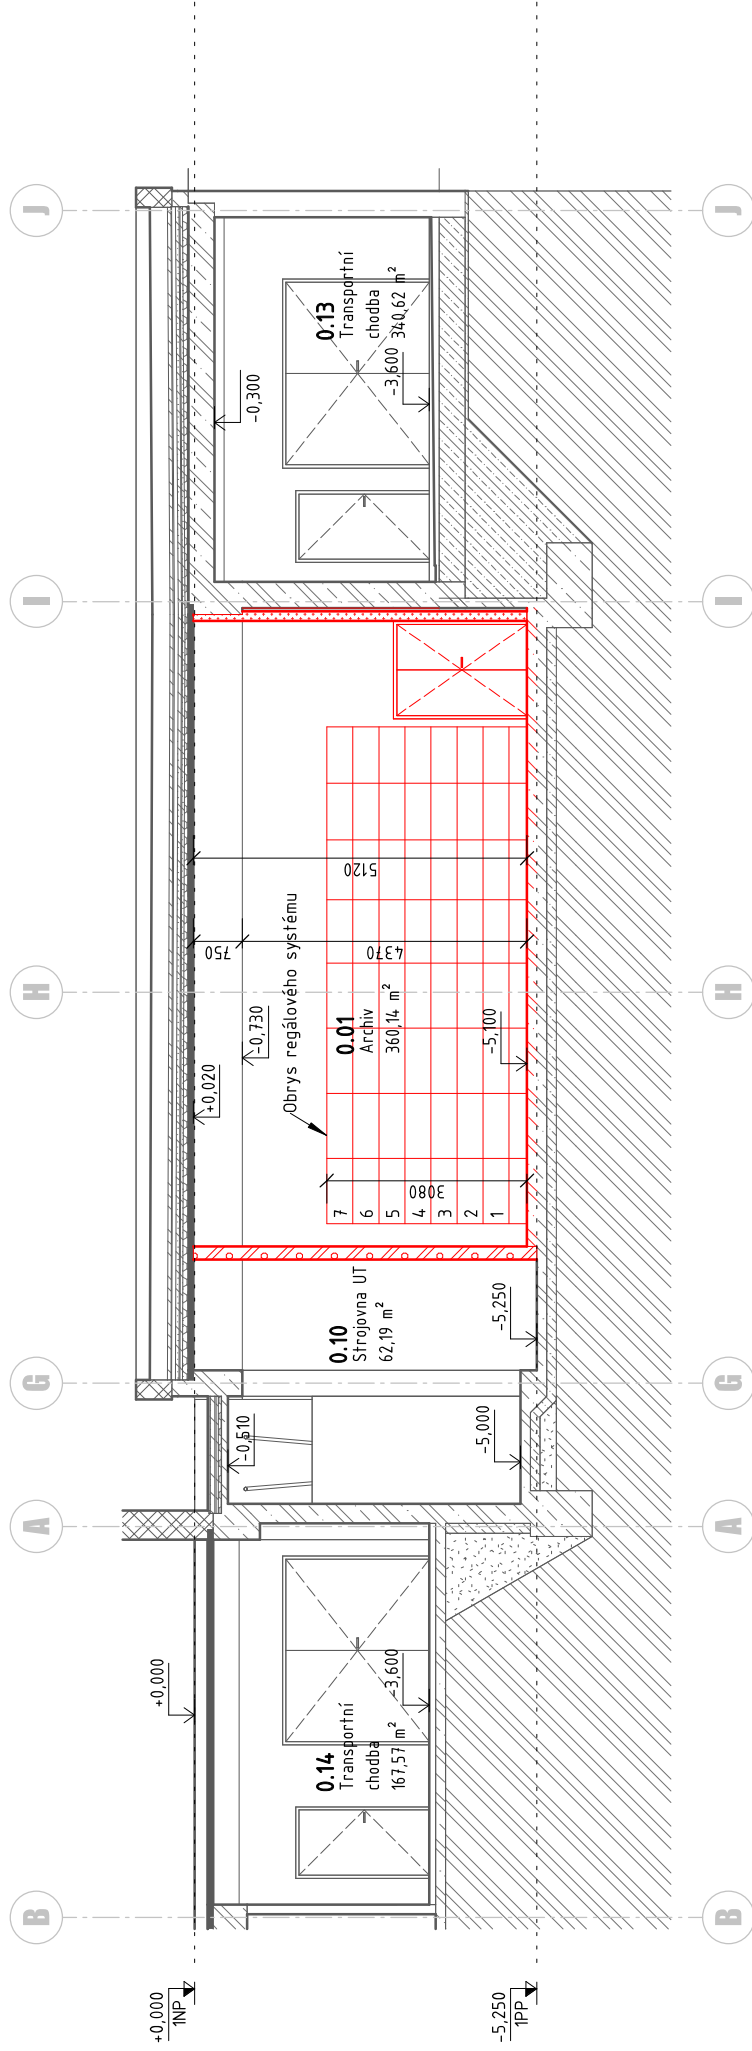 B
A
G
H
I
J
+0,000
1NP
-5,250
1PP
+0,000
0.14
Transportní
chodba
167,57 m²
-3,600
-0,510
-5,000
0.10
Strojovna UT
62,19 m²
-5,250
+0,020
-0,730
Obrys regálového systému
0.01
Archiv
360,14 m²
-5,100
3080
7
6
5
4
3
2
1
750
4370
5120
-0,300
0.13
Transportní
chodba
340,62 m²
-3,600
B
A
G
H
I
J